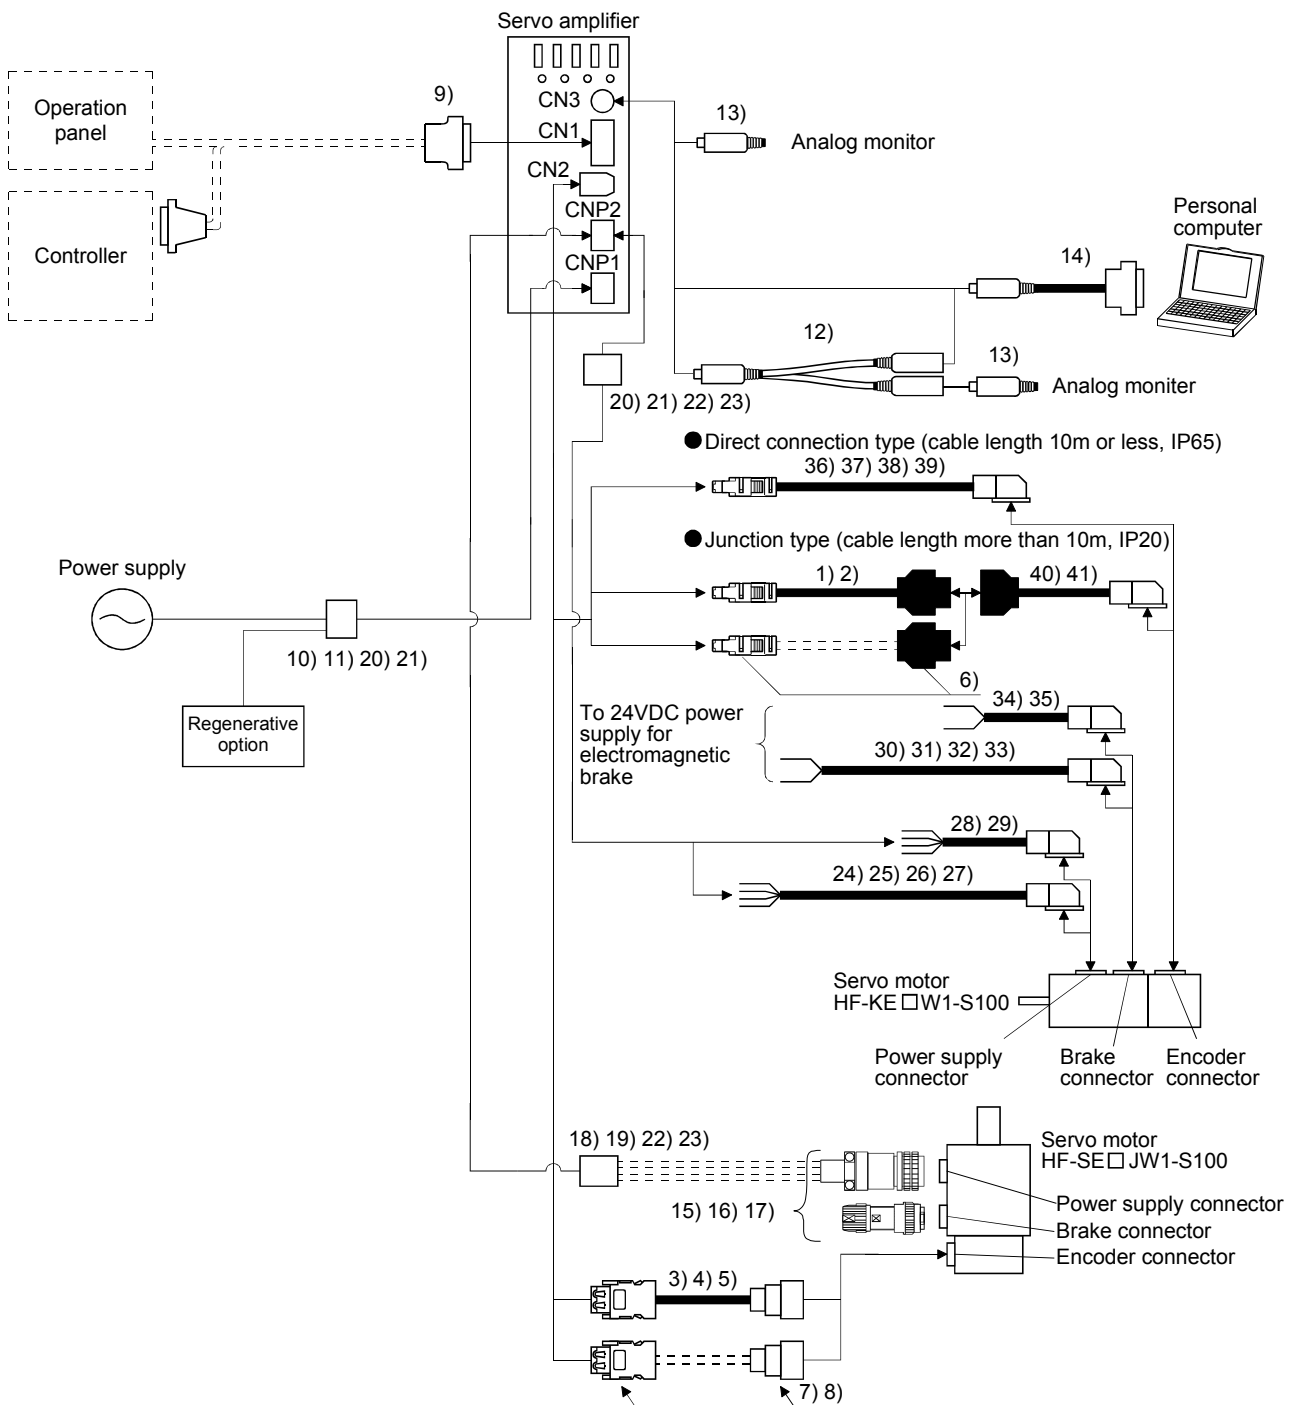 Servo amplifier
Operation
panel
9)
CN3
CN1
CN2
CNP2
CNP1
13)
Analog monitor
Controller
Personal
computer
14)
12)
13)
Analog moniter
20) 21) 22) 23)
●Direct connection type (cable length 10m or less, IP65)
36) 37) 38) 39)
●Junction type (cable length more than 10m, IP20)
1) 2)
40) 41)
Power supply
10) 11) 20) 21)
Regenerative
option
6)
To 24VDC power
supply for
electromagnetic
brake
34) 35)
30) 31) 32) 33)
28) 29)
24) 25) 26) 27)
Servo motor
HF-KE□W1-S100
Power supply
connector
Brake
connector
Encoder
connector
18) 19) 22) 23)
15) 16) 17)
Servo motor
HF-SE□JW1-S100
Power supply connector
Brake connector
Encoder connector
3) 4) 5)
7) 8)